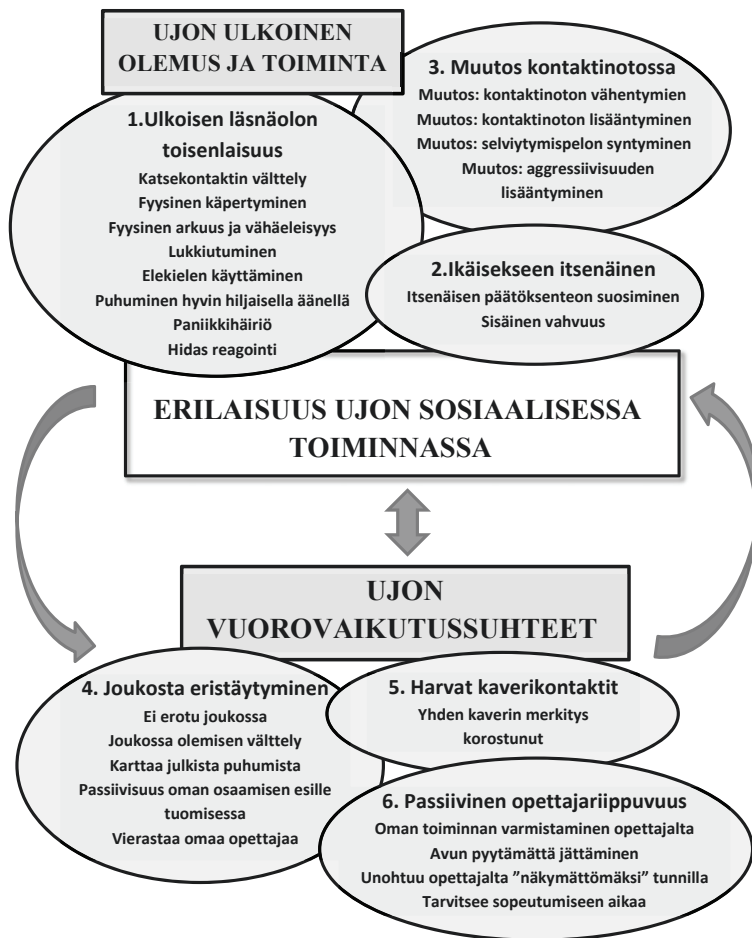 UJON ULKOINEN
OLEMUS JA TOIMINTA
1.Ulkoisen läsnäolon
toisenlaisuus
Katsekontaktin välttely
Fyysinen käpertyminen
Fyysinen arkuus ja vähäeleisyys
Lukkiutuminen
Elekielen käyttäminen
Puhuminen hyvin hiljaisella äänellä
Paniikkihäiriö
Hidas reagointi
3. Muutos kontaktinotossa
Muutos: kontaktinoton vähentymien
Muutos: kontaktinoton lisääntyminen
Muutos: selviytymispelon syntyminen
Muutos: aggressiivisuuden
lisääntyminen
2.Ikäisekseen itsenäinen
Itsenäisen päätöksenteon suosiminen
Sisäinen vahvuus
ERILAISUUS UJON SOSIAALISESSA
TOIMINNASSA
UJON
VUOROVAIKUTUSSUHTEET
4. Joukosta eristäytyminen
Ei erotu joukossa
Joukossa olemisen välttely
Karttaa julkista puhumista
Passiivisuus oman osaamisen esille
tuomisessa
Vierastaa omaa opettajaa
5. Harvat kaverikontaktit
Yhden kaverin merkitys
korostunut
6. Passiivinen opettajariippuvuus
Oman toiminnan varmistaminen opettajalta
Avun pyytämättä jättäminen
Unohtuu opettajalta ”näkymättömäksi” tunnilla
Tarvitsee sopeutumiseen aikaa